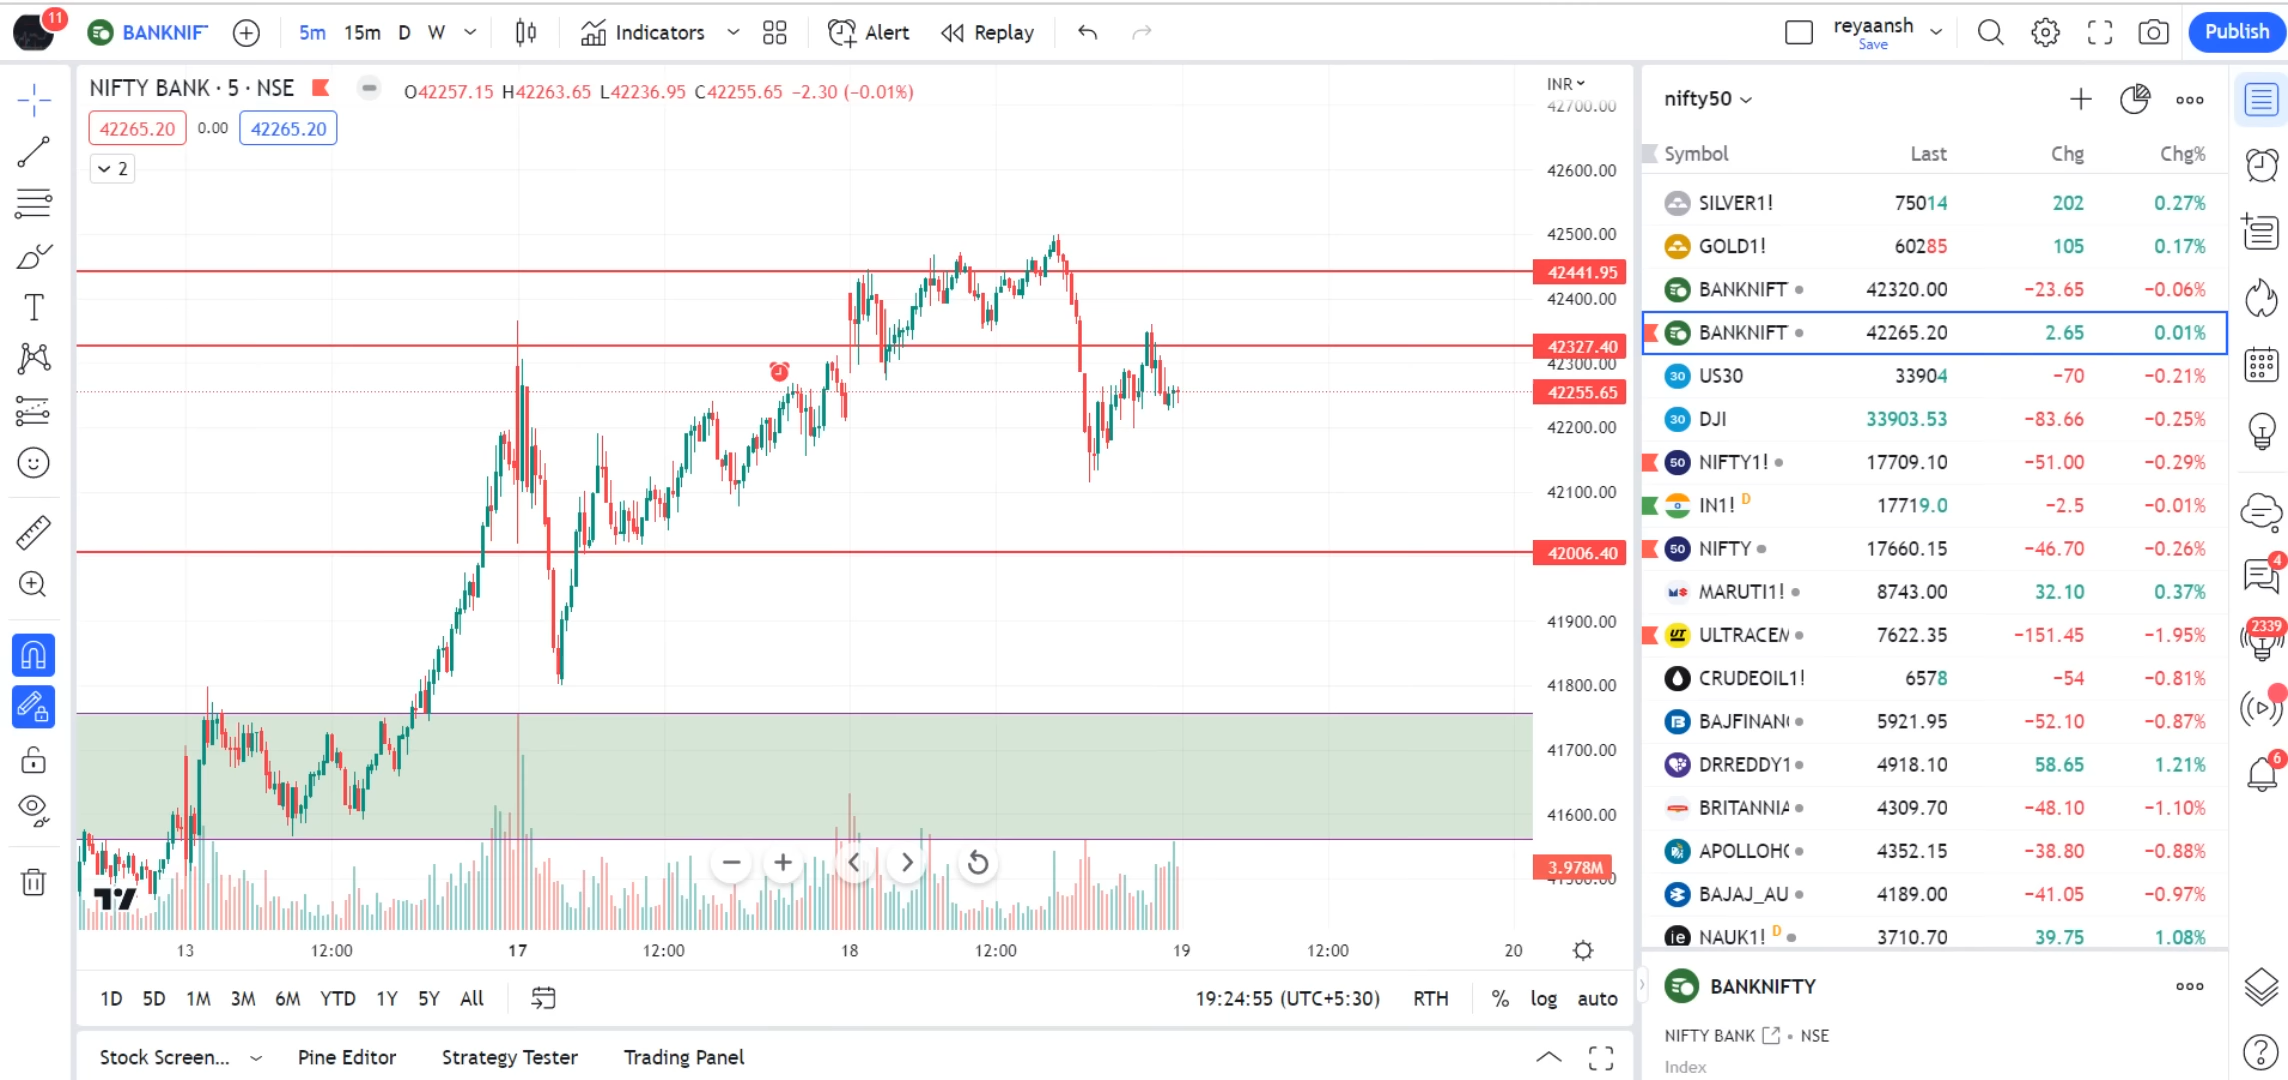 11 BANKNIF 5m 15m D W Indicators Alert Replay reyaansh Save Publish
NIFTY BANK · 5 · NSE O42257.15 H42263.65 L42236.95 C42255.65 −2.30 (−0.01%)
42265.20 0.00 42265.20
2
INR
42700.00
42600.00
42500.00
42441.95
42400.00
42327.40
42300.00
42255.65
42200.00
42100.00
42006.40
41900.00
41800.00
41700.00
41600.00
3.978M
13 12:00 17 12:00 18 12:00 19 12:00 20
1D 5D 1M 3M 6M YTD 1Y 5Y All 19:24:55 (UTC+5:30) RTH % log auto
Stock Screen... Pine Editor Strategy Tester Trading Panel
nifty50
Symbol Last Chg Chg%
SILVER1! 75014 202 0.27%
GOLD1! 60285 105 0.17%
BANKNIFT 42320.00 −23.65 −0.06%
BANKNIFT 42265.20 2.65 0.01%
30 US30 33904 −70 −0.21%
30 DJI 33903.53 −83.66 −0.25%
50 NIFTY1! 17709.10 −51.00 −0.29%
IN1! D 17719.0 −2.5 −0.01%
50 NIFTY 17660.15 −46.70 −0.26%
MARUTI1! 8743.00 32.10 0.37%
UT ULTRACEM 7622.35 −151.45 −1.95%
CRUDEOIL1! 6578 −54 −0.81%
BAJFINAN 5921.95 −52.10 −0.87%
DRREDDY1 4918.10 58.65 1.21%
BRITANNIA 4309.70 −48.10 −1.10%
APOLLOHO 4352.15 −38.80 −0.88%
BAJAJ_AU 4189.00 −41.05 −0.97%
ie NAUK1! D 3710.70 39.75 1.08%
BANKNIFTY
NIFTY BANK • NSE
Index
4
2339
6